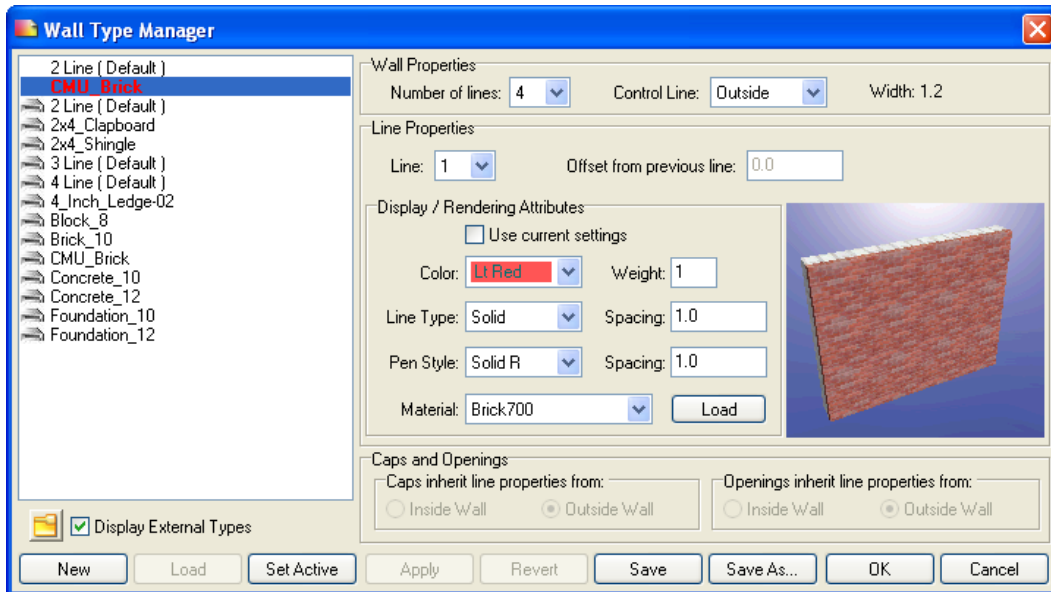 Wall Type Manager
2 Line ( Default )
CMU_Brick
2 Line ( Default )
2x4_Clapboard
2x4_Shingle
3 Line ( Default )
4 Line ( Default )
4_Inch_Ledge-02
Block_8
Brick_10
CMU_Brick
Concrete_10
Concrete_12
Foundation_10
Foundation_12
Display External Types
Wall Properties
Number of lines: 4 Control Line: Outside Width: 1.2
Line Properties
Line: 1 Offset from previous line: 0.0
Display / Rendering Attributes
Use current settings
Color: Lt Red Weight: 1
Line Type: Solid Spacing: 1.0
Pen Style: Solid R Spacing: 1.0
Material: Brick700 Load
Caps and Openings
Caps inherit line properties from: Openings inherit line properties from:
Inside Wall Outside Wall Inside Wall Outside Wall
New Load Set Active Apply Revert Save Save As... OK Cancel